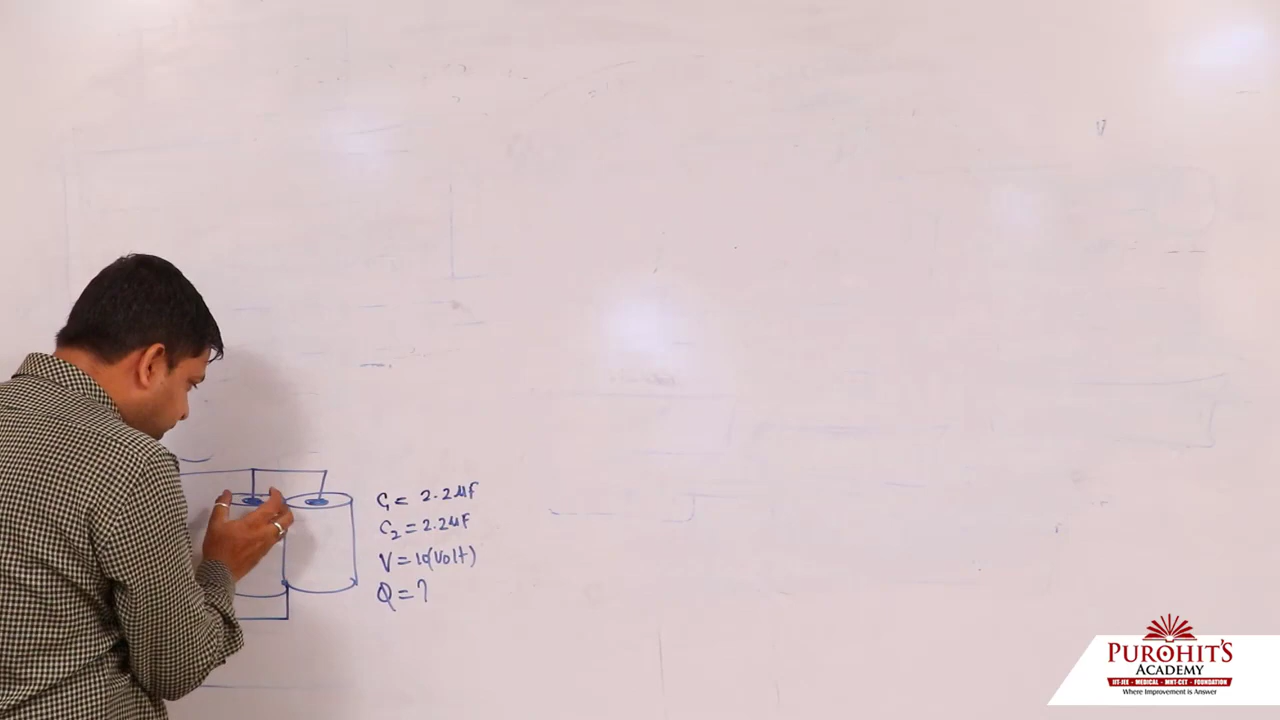 V
C₁ = 2.2 μF
C₂ = 2.2 μF
V = 10(Volt)
Q = ?
PUROHIT'S
ACADEMY
IIT-JEE - MEDICAL - MHT-CET - FOUNDATION
Where Improvement is Answer